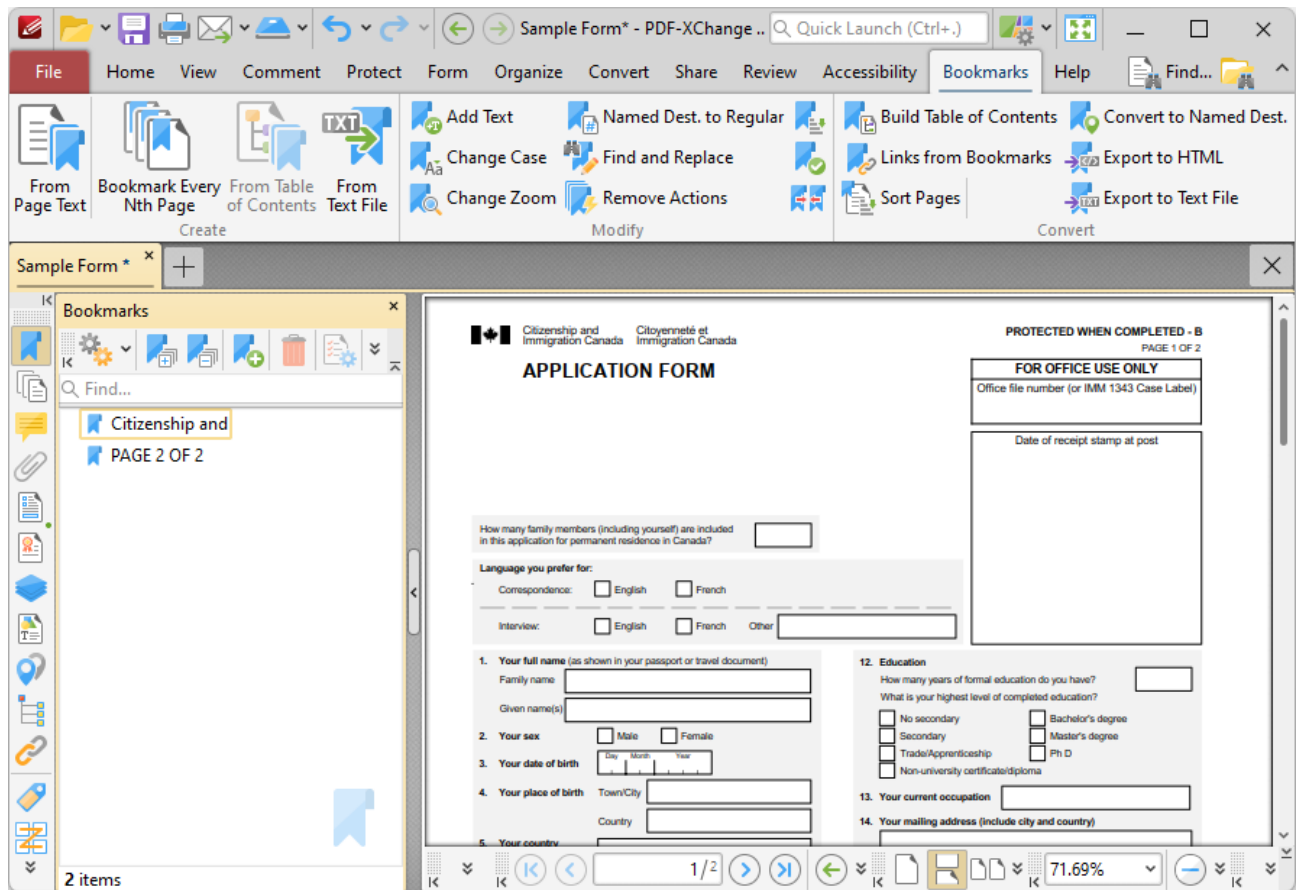 Sample Form* - PDF-XChange ..
Quick Launch (Ctrl+.)
File
Home
View
Comment
Protect
Form
Organize
Convert
Share
Review
Accessibility
Bookmarks
Help
Find...
From
Page Text
Bookmark Every
Nth Page
From Table
of Contents
TXT
From
Text File
Create
Add Text
Change Case
Change Zoom
Named Dest. to Regular
Find and Replace
Remove Actions
Modify
Build Table of Contents
Links from Bookmarks
Sort Pages
Convert to Named Dest.
Export to HTML
Export to Text File
Convert
Sample Form *
Bookmarks
Find...
Citizenship and
PAGE 2 OF 2
2 items
Citizenship and
Immigration Canada
Citoyenneté et
Immigration Canada
APPLICATION FORM
PROTECTED WHEN COMPLETED - B
PAGE 1 OF 2
FOR OFFICE USE ONLY
Office file number (or IMM 1343 Case Label)
Date of receipt stamp at post
How many family members (including yourself) are included
in this application for permanent residence in Canada?
Language you prefer for:
Correspondence: English French
Interview: English French Other
1. Your full name (as shown in your passport or travel document)
Family name
Given name(s)
2. Your sex Male Female
3. Your date of birth Day Month Year
4. Your place of birth Town/City
Country
5. Your country
12. Education
How many years of formal education do you have?
What is your highest level of completed education?
No secondary Bachelor's degree
Secondary Master's degree
Trade/Apprenticeship Ph D
Non-university certificate/diploma
13. Your current occupation
14. Your mailing address (include city and country)
1/2
71.69%